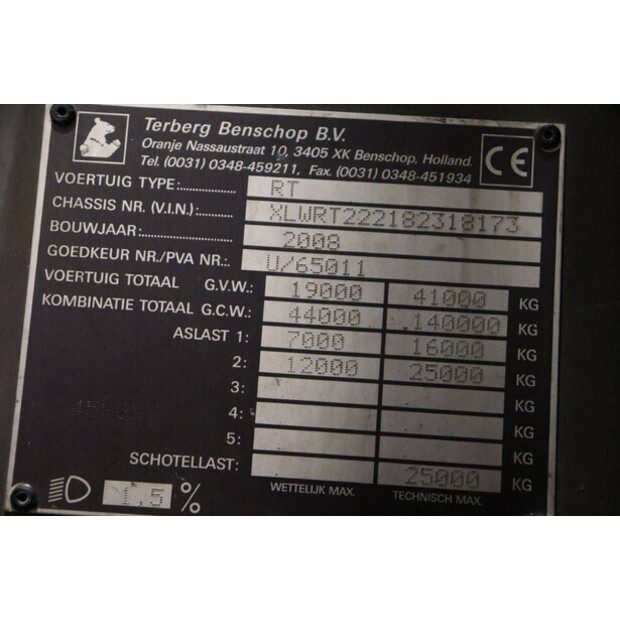 Terberg Benschop B.V.
Oranje Nassaustraat 10, 3405 XK Benschop, Holland.
Tel. (0031) 0348-459211, Fax. (0031) 0348-451934
CE
VOERTUIG TYPE: RT
CHASSIS NR. (V.I.N.): XLWRT222182318173
BOUWJAAR: 2008
GOEDKEUR NR./PVA NR.: U/65011
VOERTUIG TOTAAL G.V.W.: 19000 41000 KG
KOMBINATIE TOTAAL G.C.W.: 44000 140000 KG
ASLAST 1: 7000 16000 KG
2: 12000 25000 KG
3: KG
4: KG
5: KG
SCHOTELLAST: 25000 KG
WETTELIJK MAX. TECHNISCH MAX.
1.5 %